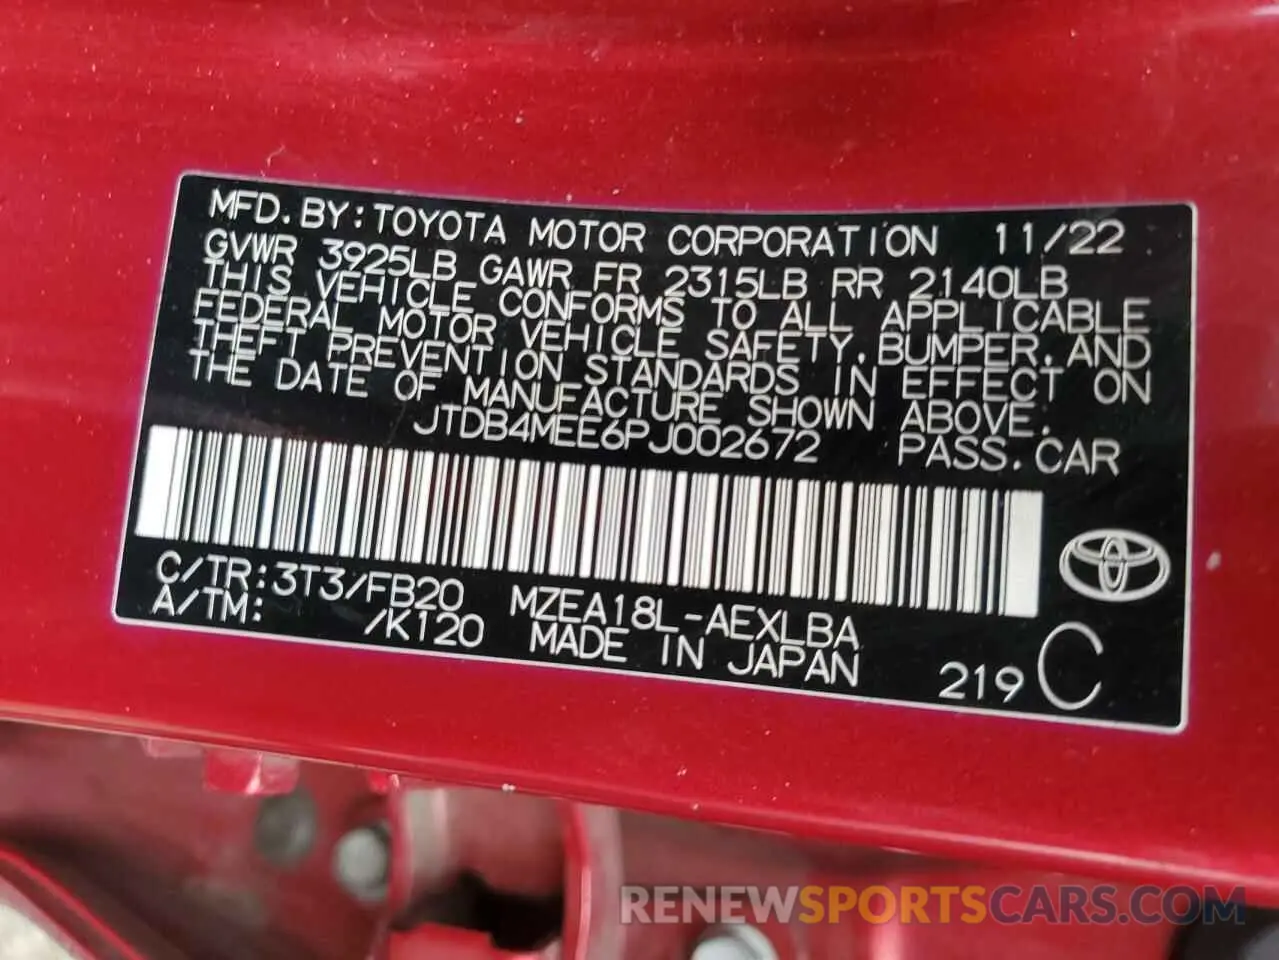 MFD. BY: TOYOTA MOTOR CORPORATION 11/22
GVWR 3925LB GAWR FR 2315LB RR 2140LB
THIS VEHICLE CONFORMS TO ALL APPLICABLE
FEDERAL MOTOR VEHICLE SAFETY, BUMPER, AND
THEFT PREVENTION STANDARDS IN EFFECT ON
THE DATE OF MANUFACTURE SHOWN ABOVE.
JTDB4MEE6PJ002672 PASS. CAR
C/TR: 3T3/FB20 MZEA18L-AEXLBA
A/TM: /K120 MADE IN JAPAN 219 C
RENEWSPORTSCARS.COM